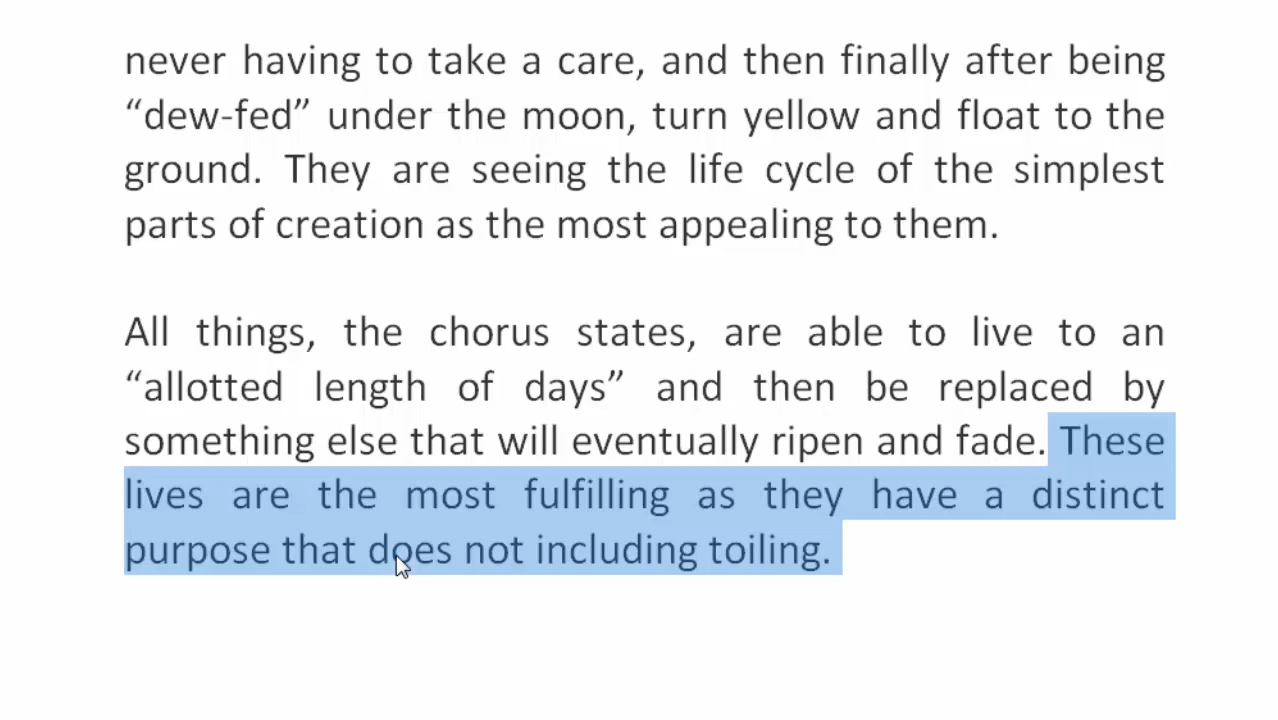 never having to take a care, and then finally after being
“dew-fed” under the moon, turn yellow and float to the
ground. They are seeing the life cycle of the simplest
parts of creation as the most appealing to them.
All things, the chorus states, are able to live to an
“allotted length of days” and then be replaced by
something else that will eventually ripen and fade. These
lives are the most fulfilling as they have a distinct
purpose that does not including toiling.